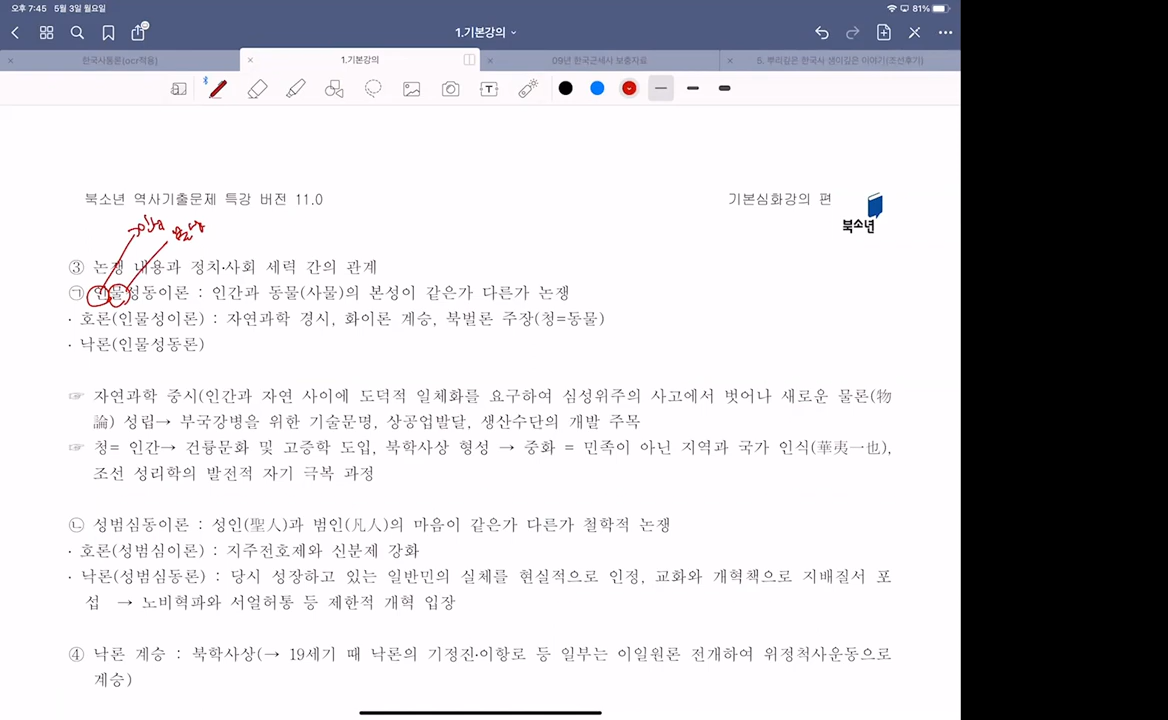 오후 7:45 5월 3일 월요일
81%
1.기본강의
한국사통론(ocr적용)
1.기본강의
09년 한국근세사 보충자료
5. 뿌리깊은 한국사 샘이깊은 이야기(조선후기)
북소년 역사기출문제 특강 버전 11.0
기본심화강의 편
북소년
③ 논쟁 내용과 정치·사회 세력 간의 관계
㉠ 인물성동이론 : 인간과 동물(사물)의 본성이 같은가 다른가 논쟁
· 호론(인물성이론) : 자연과학 경시, 화이론 계승, 북벌론 주장(청=동물)
· 낙론(인물성동론)
☞ 자연과학 중시(인간과 자연 사이에 도덕적 일체화를 요구하여 심성위주의 사고에서 벗어나 새로운 물론(物
論) 성립→ 부국강병을 위한 기술문명, 상공업발달, 생산수단의 개발 주목
☞ 청= 인간→ 건륭문화 및 고증학 도입, 북학사상 형성 → 중화 = 민족이 아닌 지역과 국가 인식(華夷一也),
조선 성리학의 발전적 자기 극복 과정
㉡ 성범심동이론 : 성인(聖人)과 범인(凡人)의 마음이 같은가 다른가 철학적 논쟁
· 호론(성범심이론) : 지주전호제와 신분제 강화
· 낙론(성범심동론) : 당시 성장하고 있는 일반민의 실체를 현실적으로 인정, 교화와 개혁책으로 지배질서 포
섭 → 노비혁파와 서얼허통 등 제한적 개혁 입장
④ 낙론 계승 : 북학사상(→ 19세기 때 낙론의 기정진·이항로 등 일부는 이일원론 전개하여 위정척사운동으로
계승)